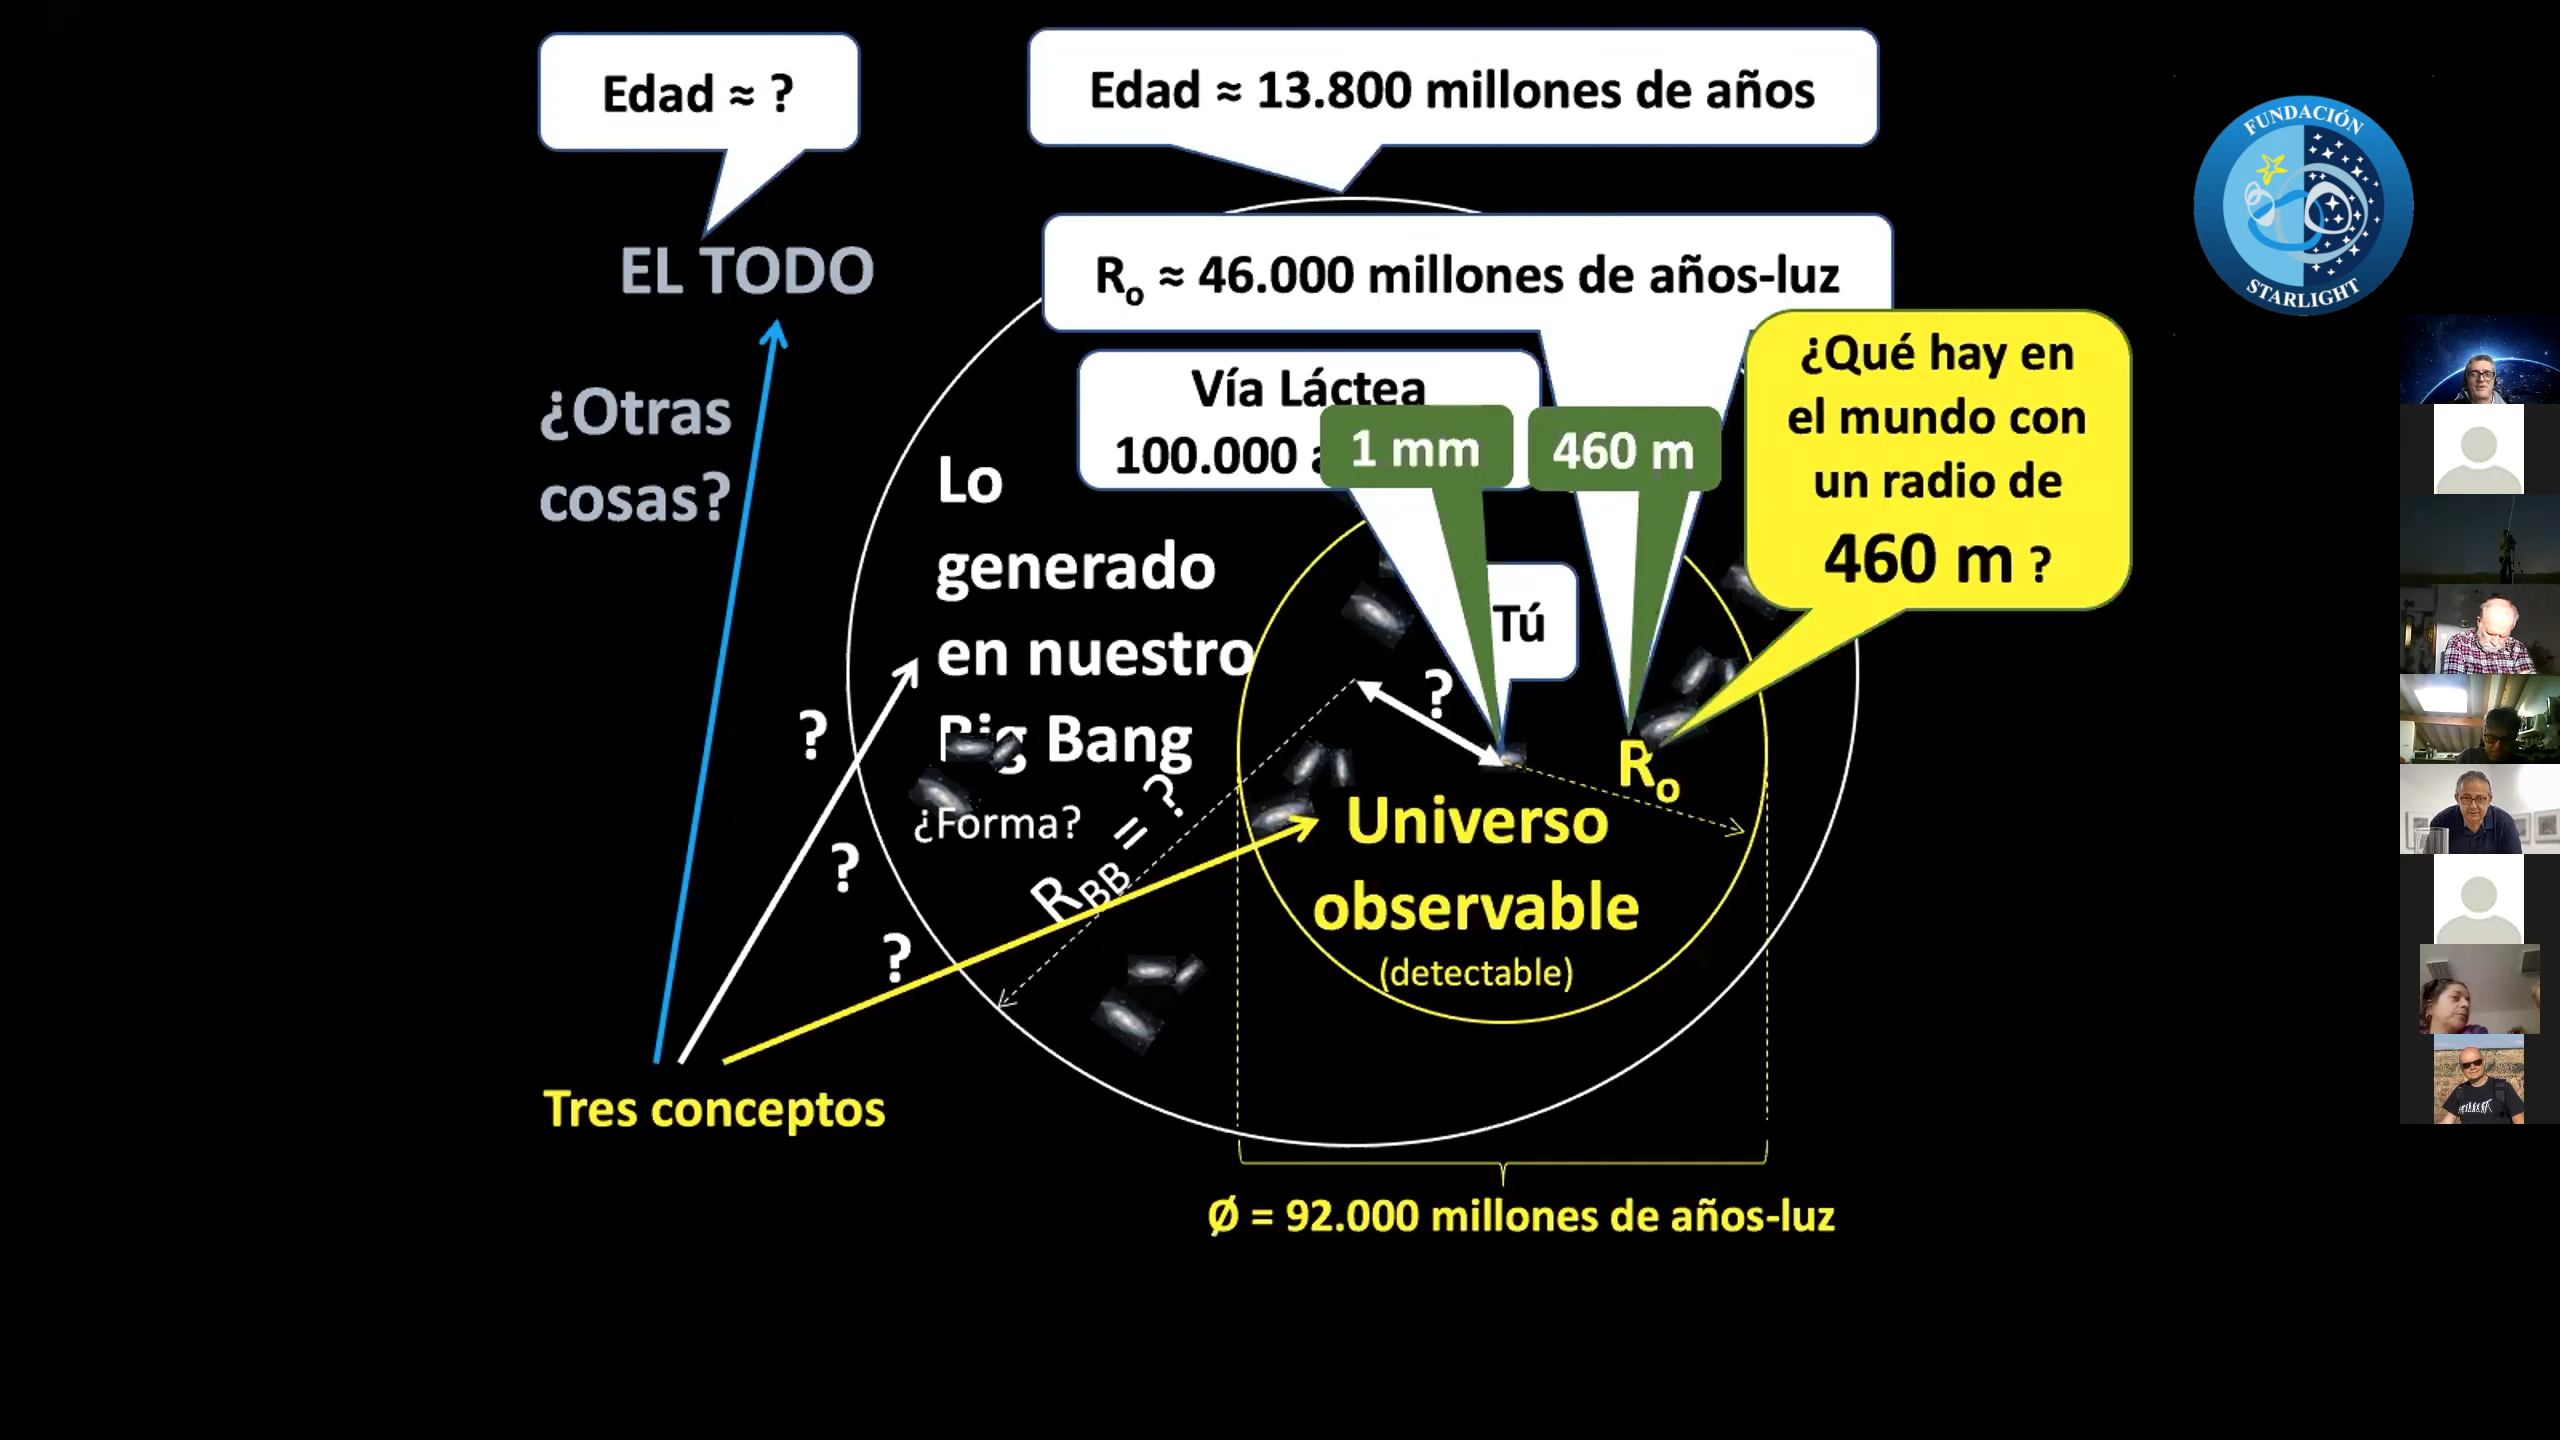 Edad ≈ ?
Edad ≈ 13.800 millones de años
FUNDACIÓN
STARLIGHT
EL TODO
Ro ≈ 46.000 millones de años-luz
¿Otras
cosas?
Vía Láctea
100.000
1 mm
460 m
¿Qué hay en
el mundo con
un radio de
460 m ?
Lo
generado
en nuestro
Big Bang
¿Forma?
Tú
?
?
?
?
RBB = ?
Ro
Universo
observable
(detectable)
Tres conceptos
Ø = 92.000 millones de años-luz